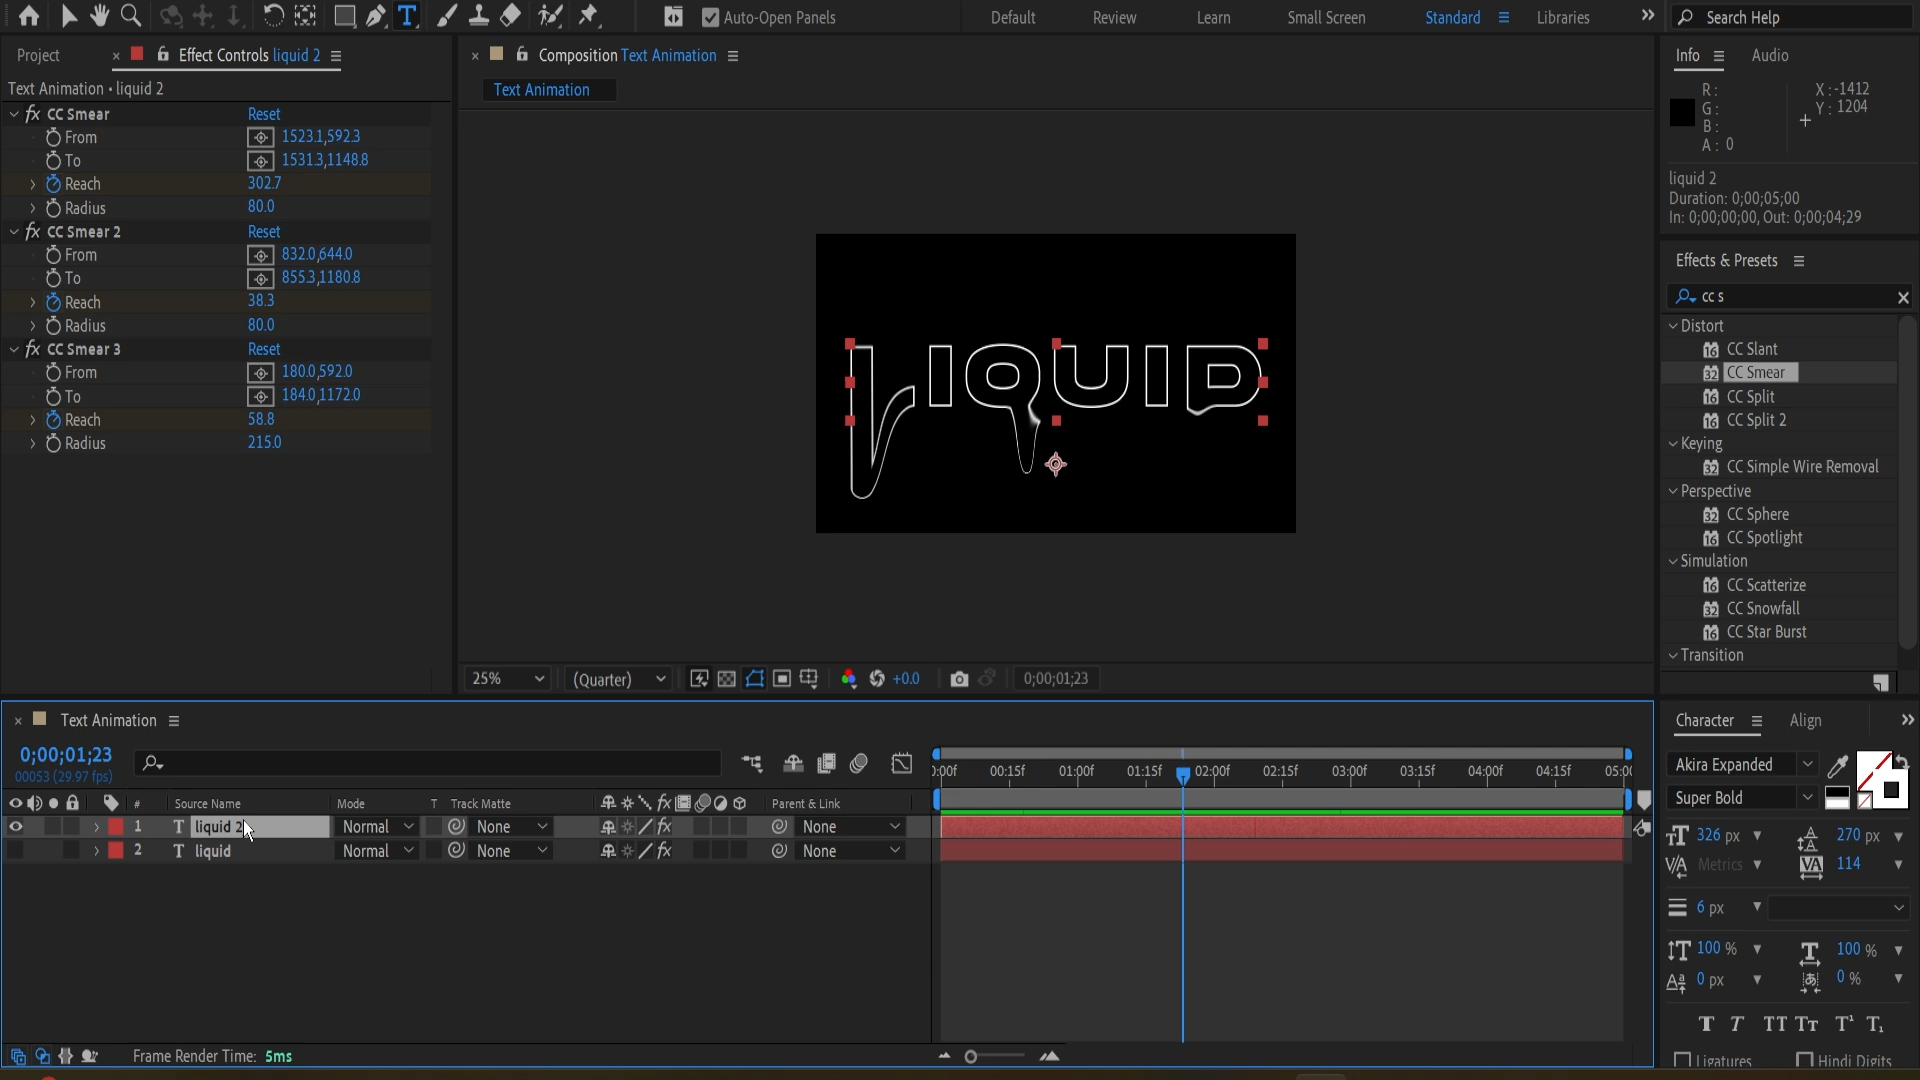 Auto-Open Panels
Default
Review
Learn
Small Screen
Standard
Libraries
Search Help
Project
Effect Controls liquid 2
Text Animation • liquid 2
fx CC Smear Reset
From 1523.1,592.3
To 1531.3,1148.8
Reach 302.7
Radius 80.0
fx CC Smear 2 Reset
From 832.0,644.0
To 855.3,1180.8
Reach 38.3
Radius 80.0
fx CC Smear 3 Reset
From 180.0,592.0
To 184.0,1172.0
Reach 58.8
Radius 215.0
Composition Text Animation
Text Animation
LIQUID
25%
(Quarter)
+0.0
0;00;01;23
Info
Audio
R :
G :
B :
A : 0
X : -1412
Y : 1204
liquid 2
Duration: 0;00;05;00
In: 0;00;00;00, Out: 0;00;04;29
Effects & Presets
cc s
Distort
CC Slant
CC Smear
CC Split
CC Split 2
Keying
CC Simple Wire Removal
Perspective
CC Sphere
CC Spotlight
Simulation
CC Scatterize
CC Snowfall
CC Star Burst
Transition
Text Animation
0;00;01;23
00053 (29.97 fps)
# Source Name Mode T Track Matte Parent & Link
1 T liquid 2 Normal None None
2 T liquid Normal None None
0:00f 00:15f 01:00f 01:15f 02:00f 02:15f 03:00f 03:15f 04:00f 04:15f 05:00
Frame Render Time: 5ms
Character
Align
Akira Expanded
Super Bold
326 px
270 px
Metrics
114
6 px
100 %
100 %
0 px
0 %
Ligatures
Hindi Digits